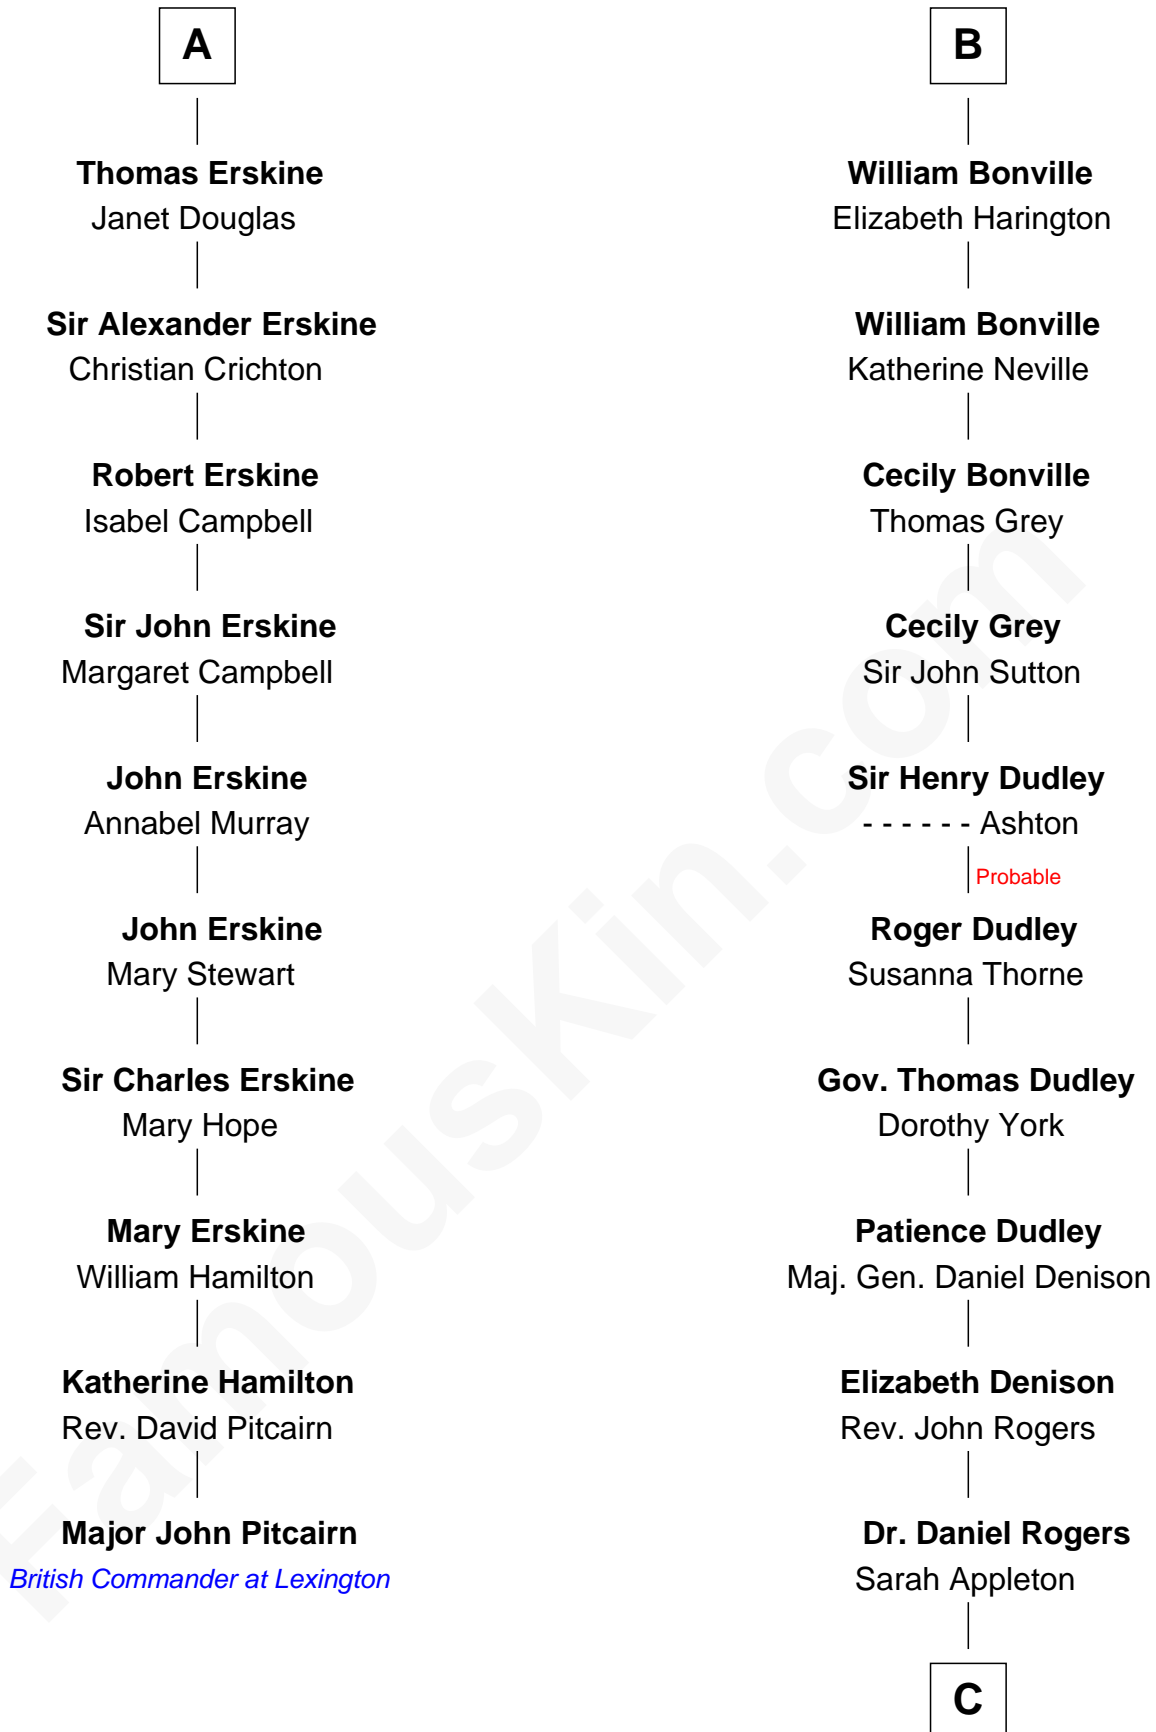 A
Thomas Erskine
Janet Douglas
Sir Alexander Erskine
Christian Crichton
Robert Erskine
Isabel Campbell
Sir John Erskine
Margaret Campbell
John Erskine
Annabel Murray
John Erskine
Mary Stewart
Sir Charles Erskine
Mary Hope
Mary Erskine
William Hamilton
Katherine Hamilton
Rev. David Pitcairn
Major John Pitcairn
British Commander at Lexington
B
William Bonville
Elizabeth Harington
William Bonville
Katherine Neville
Cecily Bonville
Thomas Grey
Cecily Grey
Sir John Sutton
Sir Henry Dudley
- - - - - - Ashton
Probable
Roger Dudley
Susanna Thorne
Gov. Thomas Dudley
Dorothy York
Patience Dudley
Maj. Gen. Daniel Denison
Elizabeth Denison
Rev. John Rogers
Dr. Daniel Rogers
Sarah Appleton
C
FamousKin.com